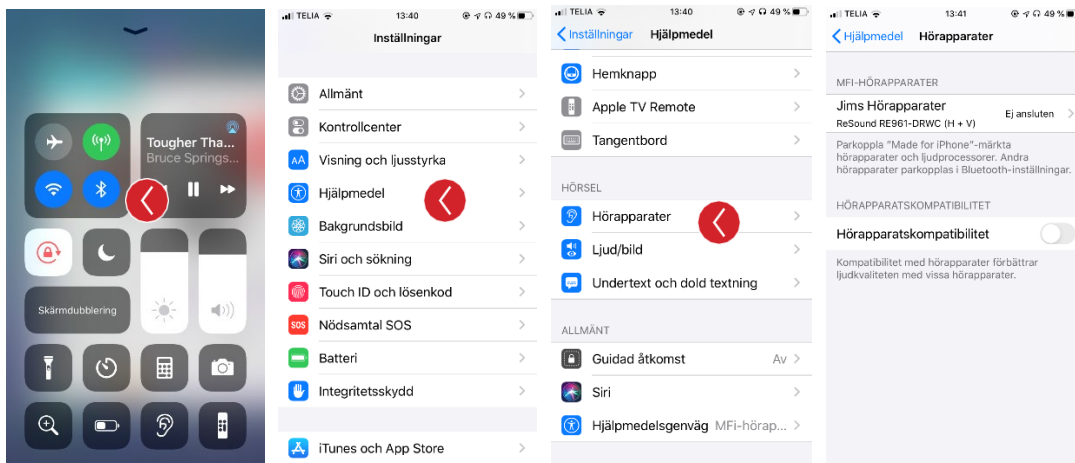 Tougher Tha...
Bruce Springs...
Skärmdubblering
TELIA 13:40 49 %
Inställningar
Allmänt
Kontrollcenter
AA Visning och ljusstyrka
Hjälpmedel
Bakgrundsbild
Siri och sökning
Touch ID och lösenkod
SOS Nödsamtal SOS
Batteri
Integritetsskydd
iTunes och App Store
TELIA 13:40 49 %
Inställningar Hjälpmedel
Hemknapp
Apple TV Remote
Tangentbord
HÖRSEL
Hörapparater
Ljud/bild
Undertext och dold textning
ALLMÄNT
Guidad åtkomst Av
Siri
Hjälpmedelsgenväg MFi-hörap...
TELIA 13:41 49 %
Hjälpmedel Hörapparater
MFI-HÖRAPPARATER
Jims Hörapparater Ej ansluten
ReSound RE961-DRWC (H + V)
Parkoppla "Made for iPhone"-märkta
hörapparater och ljudprocessorer. Andra
hörapparater parkopplas i Bluetooth-inställningar.
HÖRAPPARATSKOMPATIBILITET
Hörapparatskompatibilitet
Kompatibilitet med hörapparater förbättrar
ljudkvaliteten med vissa hörapparater.